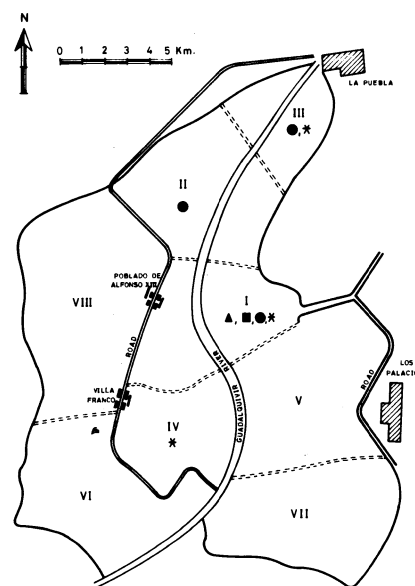 N
0 1 2 3 4 5 Km.
LA PUEBLA
III
II
POBLADO DE
ALFONSO XIII
VIII
I
ROAD
RIVER
GUADALQUIVIR
VILLA
FRANCO
IV
V
ROAD
LOS
PALACIO
VI
VII